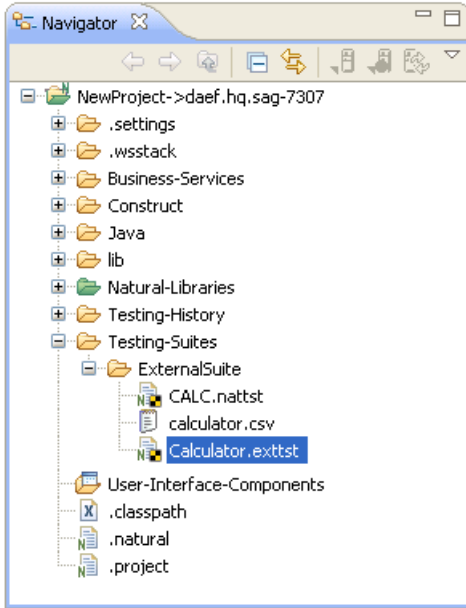 Navigator
NewProject->daef.hq.sag-7307
.settings
.wsstack
Business-Services
Construct
Java
lib
Natural-Libraries
Testing-History
Testing-Suites
ExternalSuite
CALC.nattst
calculator.csv
Calculator.exttst
User-Interface-Components
.classpath
.natural
.project